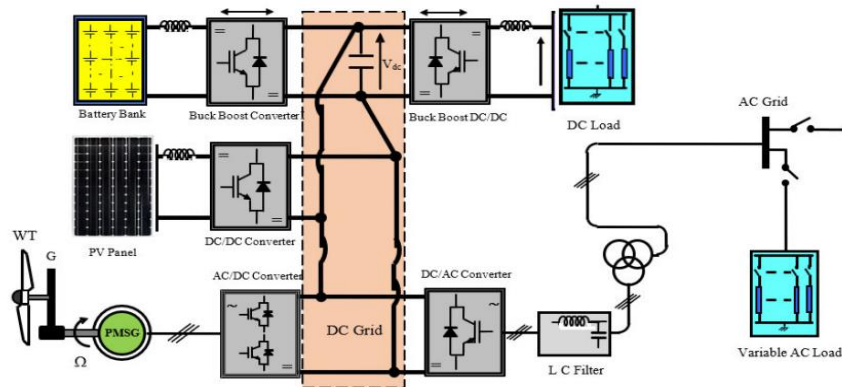 Vdc
Battery Bank
Buck Boost Converter
Buck Boost DC/DC
DC Load
AC Grid
WT
G
PV Panel
DC/DC Converter
AC/DC Converter
DC/AC Converter
PMSG
Ω
DC Grid
~
~
L C Filter
Variable AC Load